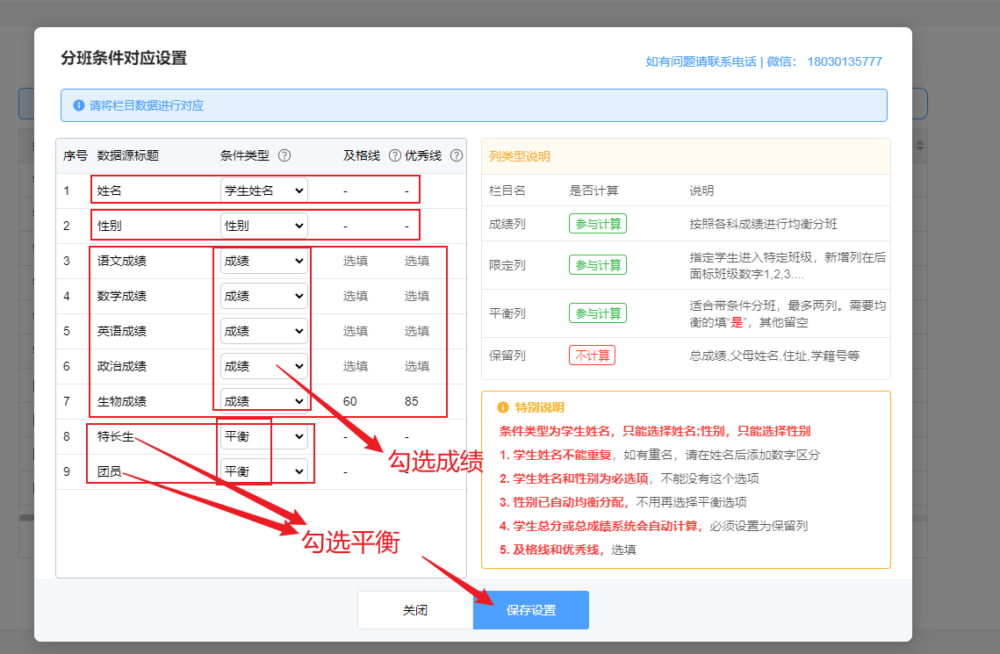 分班条件对应设置
如有问题请联系电话 | 微信： 18030135777
请将栏目数据进行对应
序号 数据源标题 条件类型 及格线 优秀线
1 姓名 学生姓名 - -
2 性别 性别 - -
3 语文成绩 成绩 选填 选填
4 数学成绩 成绩 选填 选填
5 英语成绩 成绩 选填 选填
6 政治成绩 成绩 选填 选填
7 生物成绩 成绩 60 85
8 特长生 平衡 - -
9 团员 平衡 - -
勾选成绩
勾选平衡
列类型说明
栏目名 是否计算 说明
成绩列 参与计算 按照各科成绩进行均衡分班
限定列 参与计算 指定学生进入特定班级，新增列在后
面标班级数字1,2,3....
平衡列 参与计算 适合带条件分班，最多两列。需要均
衡的填“是”，其他留空
保留列 不计算 总成绩,父母姓名,住址,学籍号等
特别说明
条件类型为学生姓名，只能选择姓名;性别，只能选择性别
1. 学生姓名不能重复，如有重名，请在姓名后添加数字区分
2. 学生姓名和性别为必选项，不能没有这个选项
3. 性别已自动均衡分配，不用再选择平衡选项
4. 学生总分或总成绩系统会自动计算，必须设置为保留列
5. 及格线和优秀线，选填
关闭 保存设置